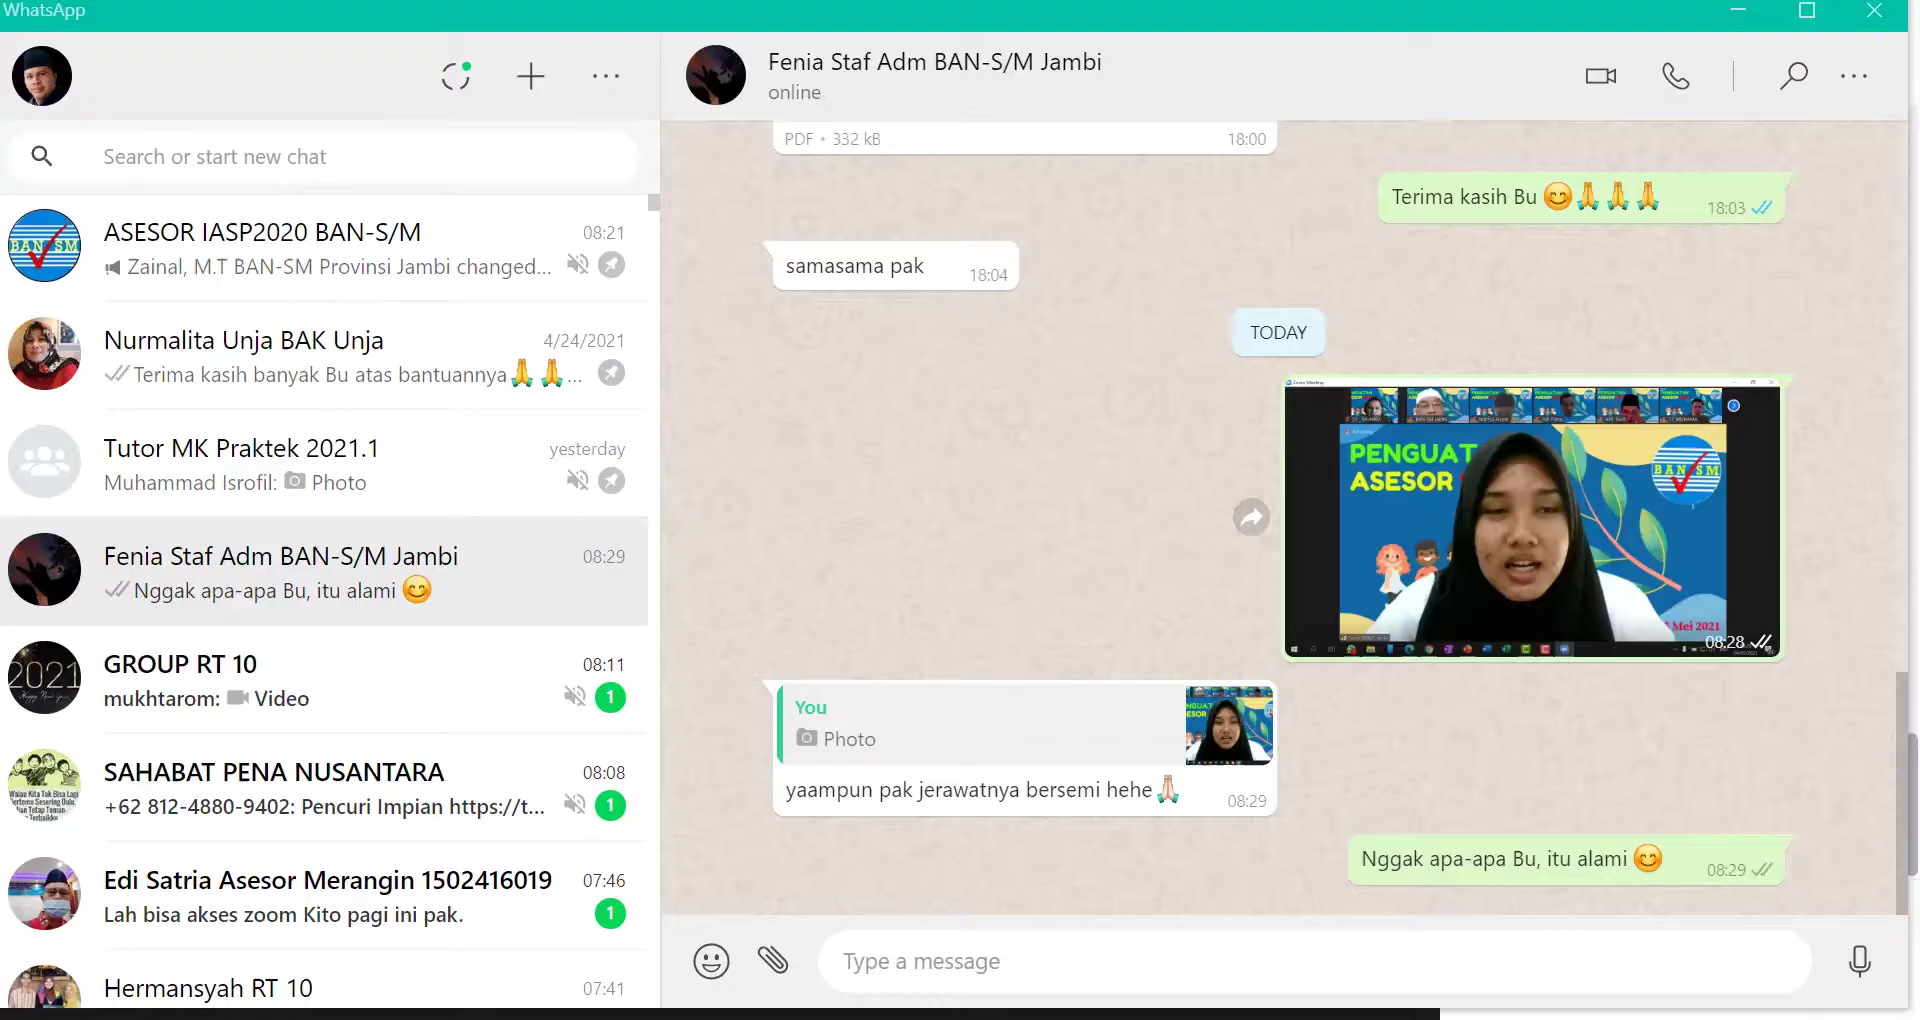 WhatsApp
Search or start new chat
ASESOR IASP2020 BAN-S/M
08:21
Zainal, M.T BAN-SM Provinsi Jambi changed...
Nurmalita Unja BAK Unja
4/24/2021
Terima kasih banyak Bu atas bantuannya🙏🙏...
Tutor MK Praktek 2021.1
yesterday
Muhammad Isrofil: Photo
Fenia Staf Adm BAN-S/M Jambi
08:29
Nggak apa-apa Bu, itu alami 😊
GROUP RT 10
08:11
mukhtarom: Video
1
SAHABAT PENA NUSANTARA
08:08
+62 812-4880-9402: Pencuri Impian https://t...
1
Edi Satria Asesor Merangin 1502416019
07:46
Lah bisa akses zoom Kito pagi ini pak.
1
Hermansyah RT 10
07:41
BAN SM
2021
Fenia Staf Adm BAN-S/M Jambi
online
PDF • 332 kB
18:00
Terima kasih Bu 😊🙏🙏🙏
18:03
samasama pak
18:04
TODAY
Zoom Meeting
PENGUAT
ASESOR
BAN SM
Mei 2021
08:28
You
Photo
yaampun pak jerawatnya bersemi hehe🙏🏻
08:29
Nggak apa-apa Bu, itu alami 😊
08:29
Type a message